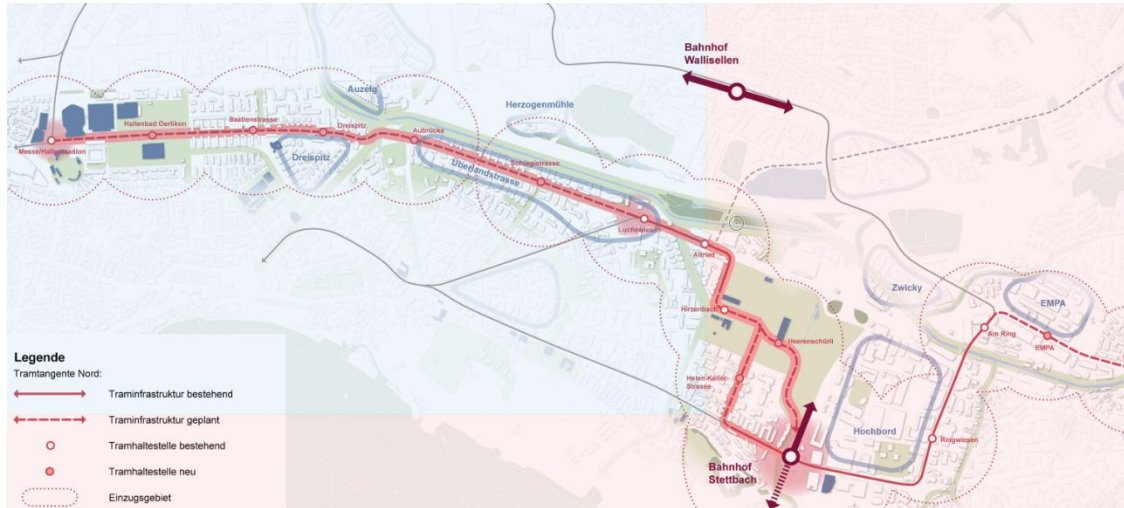 Bahnhof
Wallisellen
Auzelg
Herzogenmühle
Hallenbad Oerlikon
Saatlenstrasse
Dreispitz
Aubrücke
Messe/Hallenstadion
Dreispitz
Überlandstrasse
Schlagistrasse
Luchswiesen
Altried
Zwicky
EMPA
Hirzenbach
Am Ring
EMPA
Heerenschürli
Helen-Keller-
Strasse
Hochbord
Ringwiesen
Bahnhof
Stettbach
Legende
Tramtangente Nord:
Traminfrastruktur bestehend
Traminfrastruktur geplant
Tramhaltestelle bestehend
Tramhaltestelle neu
Einzugsgebiet